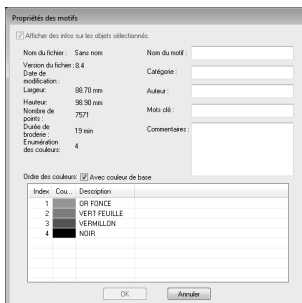 Propriétés des motifs
Afficher des infos sur les objets sélectionnés.
Nom du fichier : Sans nom
Version du fichier : 8.4
Date de modification :
Largeur: 88.70 mm
Hauteur: 98.90 mm
Nombre de points : 7571
Durée de broderie : 19 min
Enumération des couleurs: 4
Nom du motif :
Catégorie :
Auteur :
Mots clé :
Commentaires :
Ordre des couleurs: Avec couleur de base
Index Cou... Description
1 OR FONCE
2 VERT FEUILLE
3 VERMILLON
4 NOIR
OK Annuler